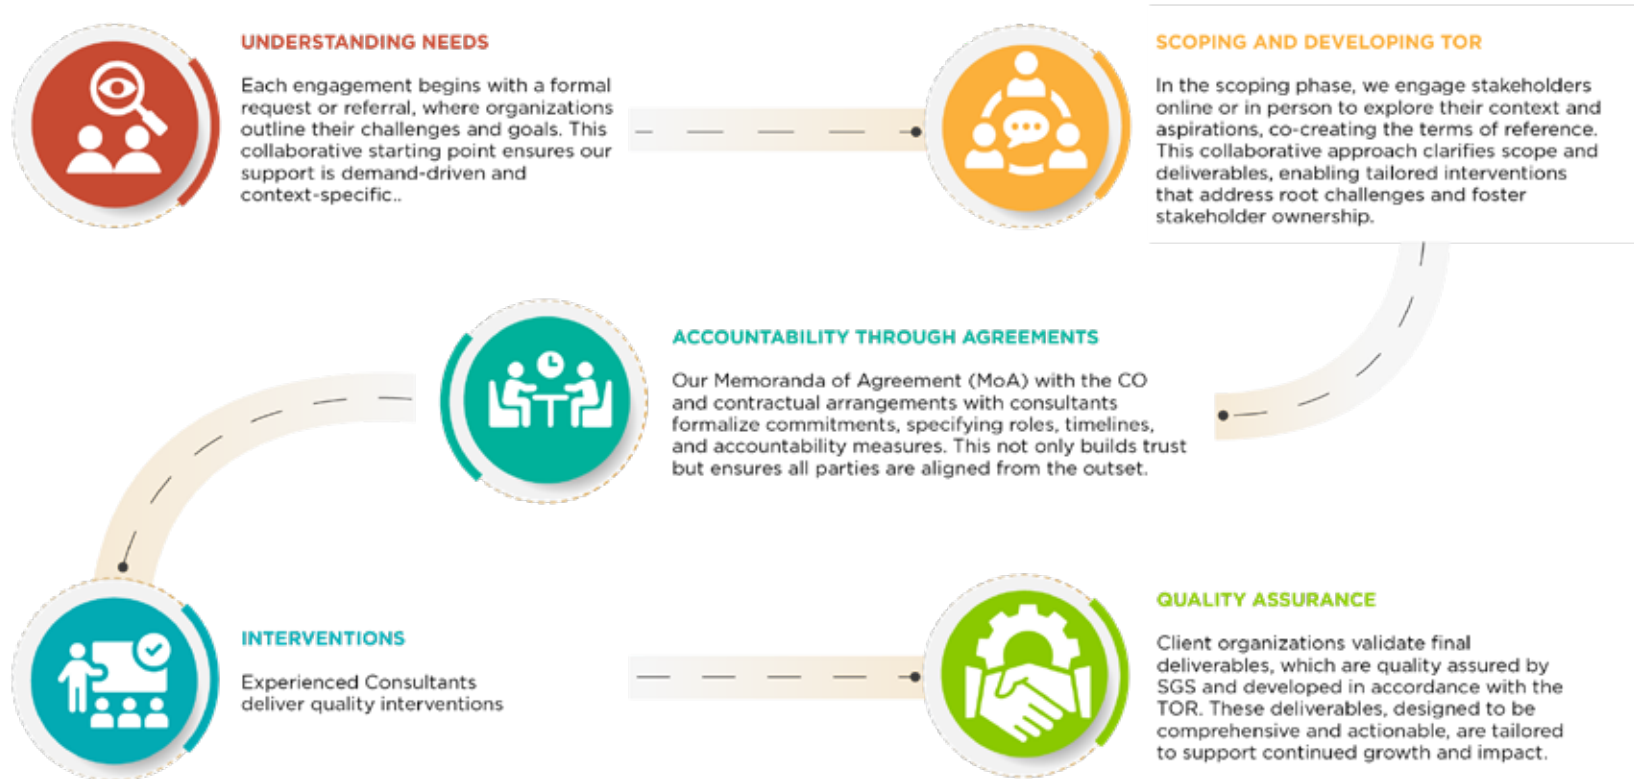 UNDERSTANDING NEEDS
Each engagement begins with a formal
request or referral, where organizations
outline their challenges and goals. This
collaborative starting point ensures our
support is demand-driven and
context-specific..
SCOPING AND DEVELOPING TOR
In the scoping phase, we engage stakeholders
online or in person to explore their context and
aspirations, co-creating the terms of reference.
This collaborative approach clarifies scope and
deliverables, enabling tailored interventions
that address root challenges and foster
stakeholder ownership.
ACCOUNTABILITY THROUGH AGREEMENTS
Our Memoranda of Agreement (MoA) with the CO
and contractual arrangements with consultants
formalize commitments, specifying roles, timelines,
and accountability measures. This not only builds trust
but ensures all parties are aligned from the outset.
INTERVENTIONS
Experienced Consultants
deliver quality interventions
QUALITY ASSURANCE
Client organizations validate final
deliverables, which are quality assured by
SGS and developed in accordance with the
TOR. These deliverables, designed to be
comprehensive and actionable, are tailored
to support continued growth and impact.